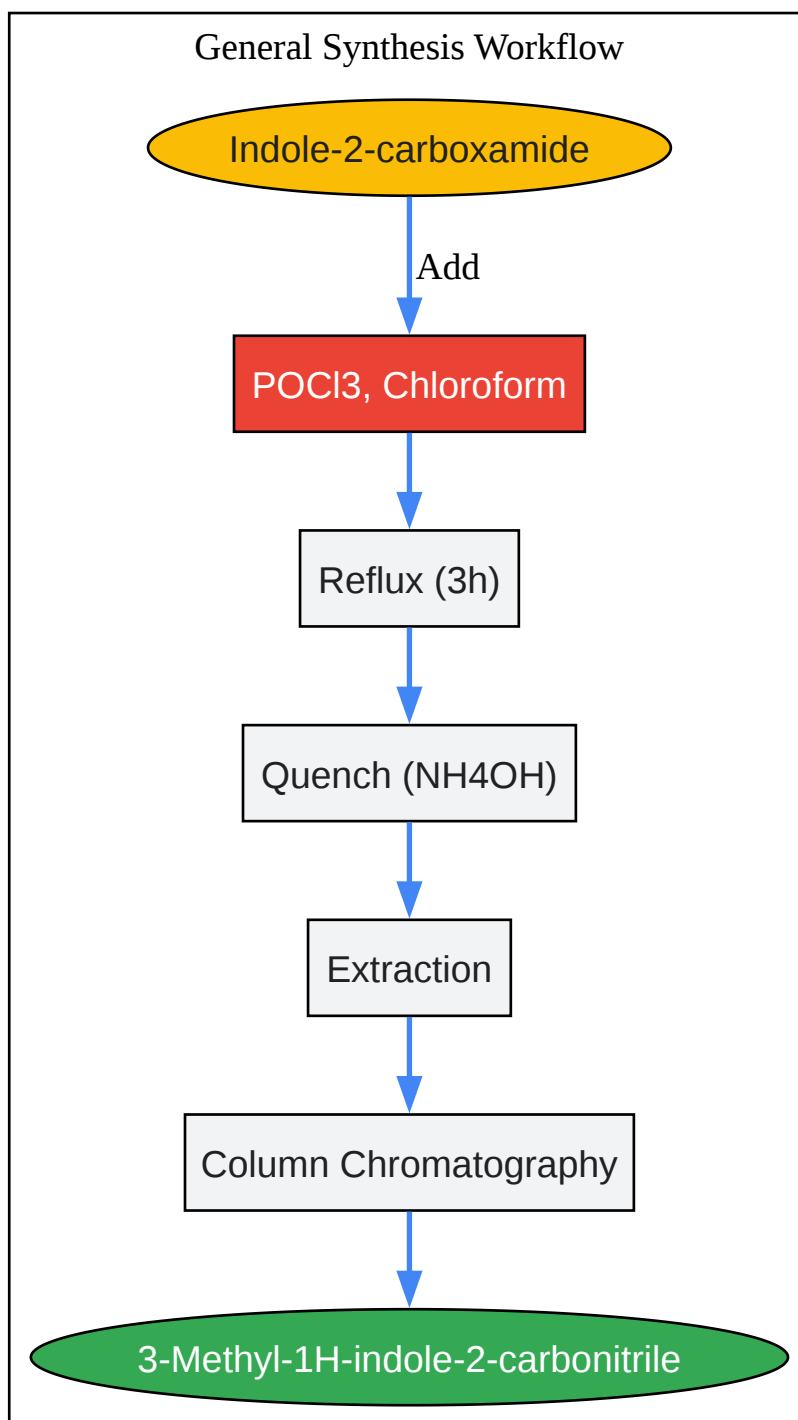 General Synthesis Workflow
Indole-2-carboxamide
Add
POCl3, Chloroform
Reflux (3h)
Quench (NH4OH)
Extraction
Column Chromatography
3-Methyl-1H-indole-2-carbonitrile